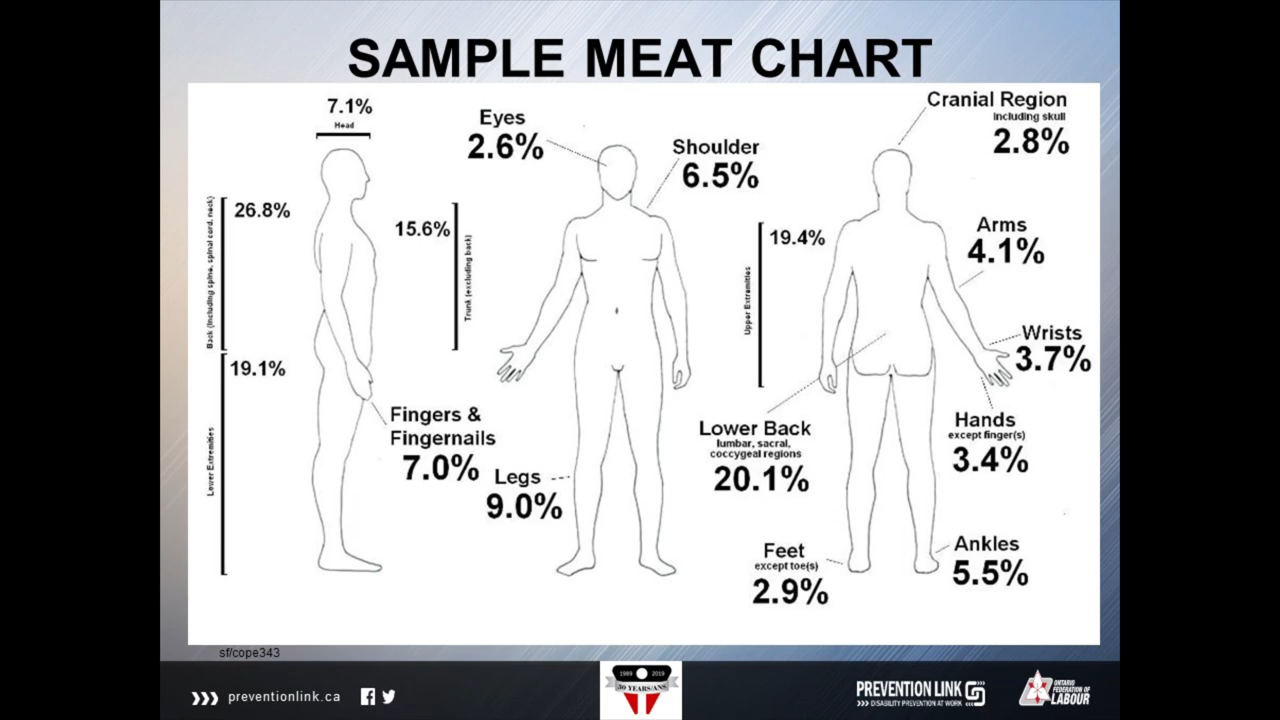 SAMPLE MEAT CHART
7.1%
Head
Eyes
2.6%
Shoulder
6.5%
Cranial Region
including skull
2.8%
26.8%
Back (including spine, spinal cord, neck)
15.6%
Trunk (excluding back)
19.4%
Upper Extremities
Arms
4.1%
Wrists
3.7%
19.1%
Lower Extremities
Fingers &
Fingernails
7.0%
Legs
9.0%
Lower Back
lumbar, sacral,
coccygeal regions
20.1%
Hands
except finger(s)
3.4%
Feet
except toe(s)
2.9%
Ankles
5.5%
sf/cope343
preventionlink.ca
1989 2019
30 YEARS/ANS
PREVENTION LINK
DISABILITY PREVENTION AT WORK
ONTARIO
FEDERATION OF
LABOUR